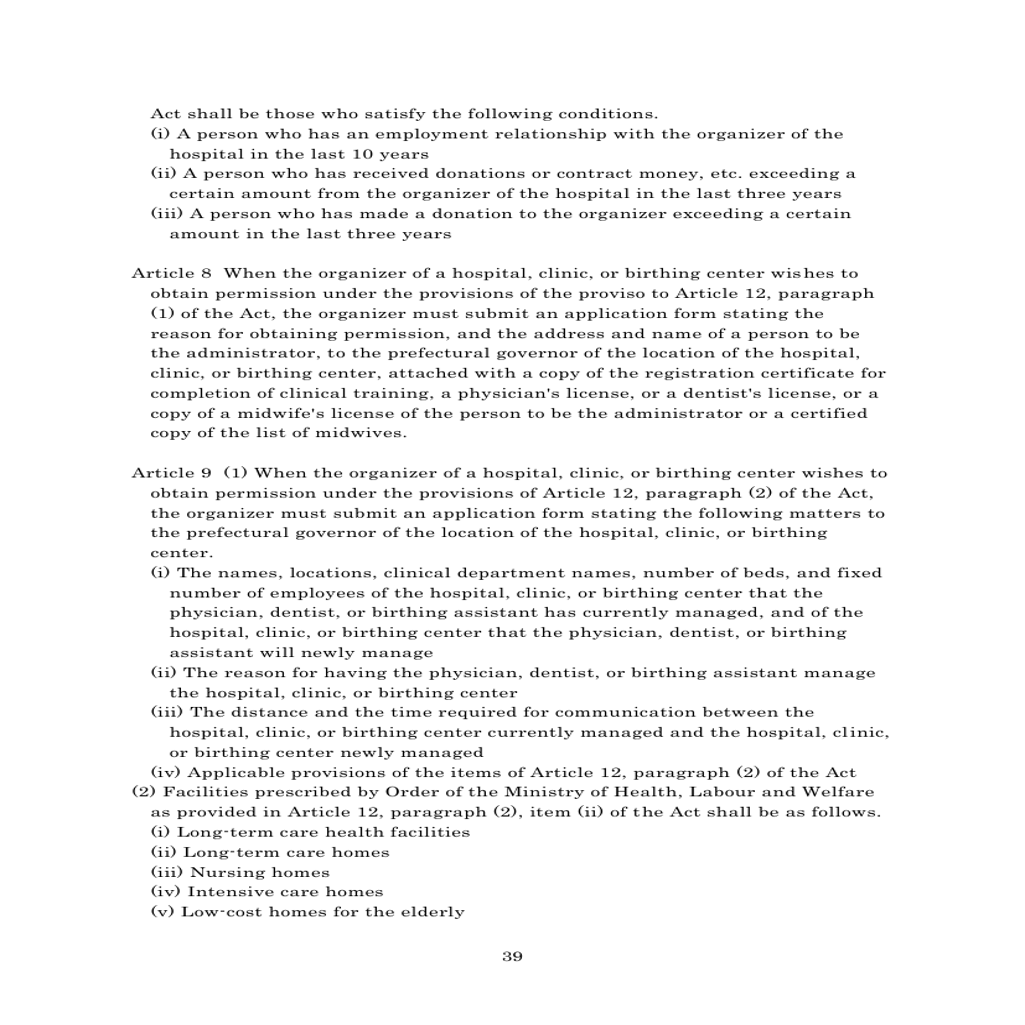 Act shall be those who satisfy the following conditions.
(i) A person who has an employment relationship with the organizer of the
hospital in the last 10 years
(ii) A person who has received donations or contract money, etc. exceeding a
certain amount from the organizer of the hospital in the last three years
(iii) A person who has made a donation to the organizer exceeding a certain
amount in the last three years
Article 8 When the organizer of a hospital, clinic, or birthing center wishes to
obtain permission under the provisions of the proviso to Article 12, paragraph
(1) of the Act, the organizer must submit an application form stating the
reason for obtaining permission, and the address and name of a person to be
the administrator, to the prefectural governor of the location of the hospital,
clinic, or birthing center, attached with a copy of the registration certificate for
completion of clinical training, a physician's license, or a dentist's license, or a
copy of a midwife's license of the person to be the administrator or a certified
copy of the list of midwives.
Article 9 (1) When the organizer of a hospital, clinic, or birthing center wishes to
obtain permission under the provisions of Article 12, paragraph (2) of the Act,
the organizer must submit an application form stating the following matters to
the prefectural governor of the location of the hospital, clinic, or birthing
center.
(i) The names, locations, clinical department names, number of beds, and fixed
number of employees of the hospital, clinic, or birthing center that the
physician, dentist, or birthing assistant has currently managed, and of the
hospital, clinic, or birthing center that the physician, dentist, or birthing
assistant will newly manage
(ii) The reason for having the physician, dentist, or birthing assistant manage
the hospital, clinic, or birthing center
(iii) The distance and the time required for communication between the
hospital, clinic, or birthing center currently managed and the hospital, clinic,
or birthing center newly managed
(iv) Applicable provisions of the items of Article 12, paragraph (2) of the Act
(2) Facilities prescribed by Order of the Ministry of Health, Labour and Welfare
as provided in Article 12, paragraph (2), item (ii) of the Act shall be as follows.
(i) Long-term care health facilities
(ii) Long-term care homes
(iii) Nursing homes
(iv) Intensive care homes
(v) Low-cost homes for the elderly
39